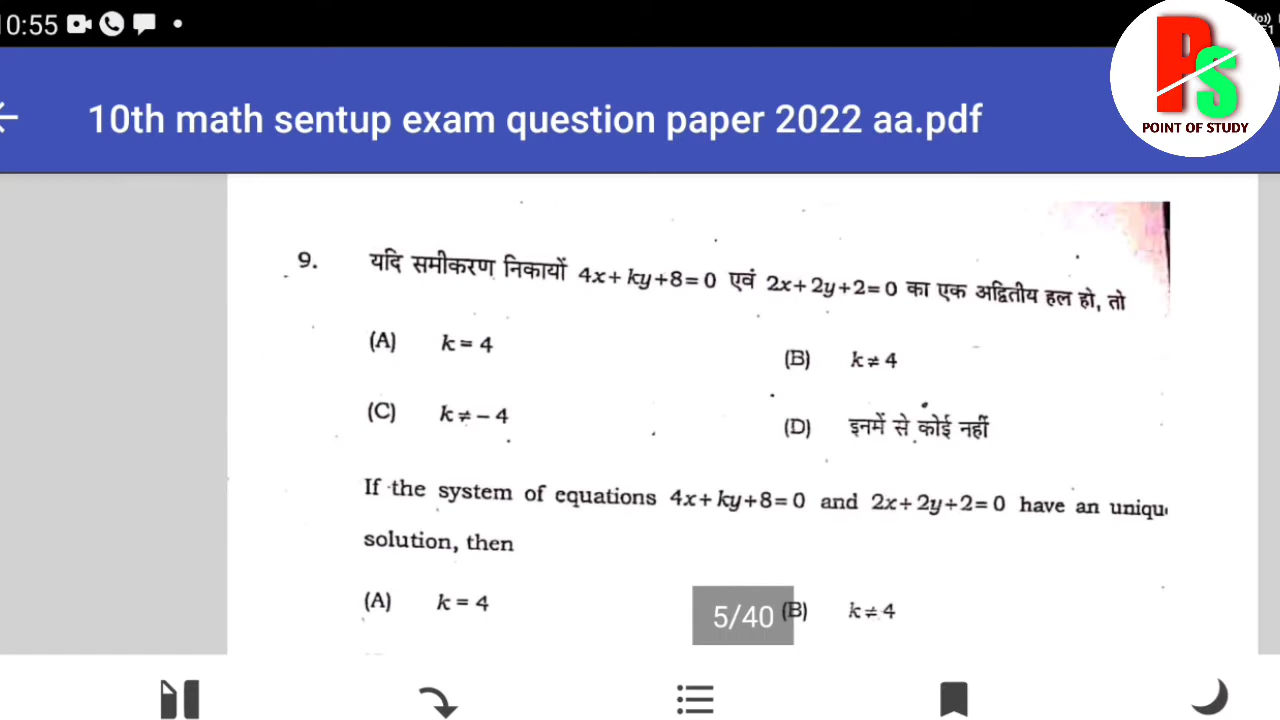 10:55
10th math sentup exam question paper 2022 aa.pdf
PS
POINT OF STUDY
9. यदि समीकरण निकायों 4x+ky+8=0 एवं 2x+2y+2=0 का एक अद्वितीय हल हो, तो
(A) k=4 (B) k≠4
(C) k≠-4 (D) इनमें से कोई नहीं
If the system of equations 4x+ky+8=0 and 2x+2y+2=0 have an uniqu
solution, then
(A) k=4 (B) k≠4
5/40